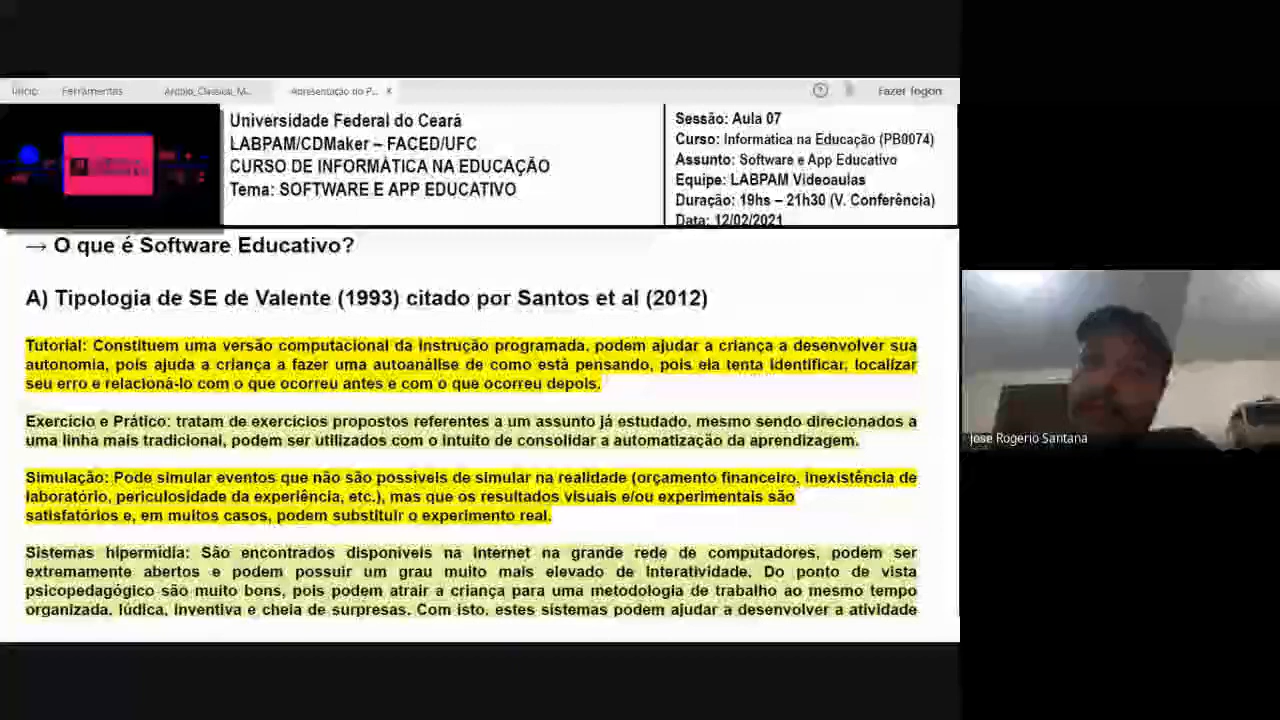 Início Ferramentas Apresentação do P... x Fazer logon
Universidade Federal do Ceará
LABPAM/CDMaker – FACED/UFC
CURSO DE INFORMÁTICA NA EDUCAÇÃO
Tema: SOFTWARE E APP EDUCATIVO
Sessão: Aula 07
Curso: Informática na Educação (PB0074)
Assunto: Software e App Educativo
Equipe: LABPAM Videoaulas
Duração: 19hs – 21h30 (V. Conferência)
Data: 12/02/2021
→ O que é Software Educativo?
A) Tipologia de SE de Valente (1993) citado por Santos et al (2012)
Tutorial: Constituem uma versão computacional da instrução programada, podem ajudar a criança a desenvolver sua
autonomia, pois ajuda a criança a fazer uma autoanálise de como está pensando, pois ela tenta identificar, localizar
seu erro e relacioná-lo com o que ocorreu antes e com o que ocorreu depois.
Exercício e Prático: tratam de exercícios propostos referentes a um assunto já estudado, mesmo sendo direcionados a
uma linha mais tradicional, podem ser utilizados com o intuito de consolidar a automatização da aprendizagem.
Simulação: Pode simular eventos que não são possíveis de simular na realidade (orçamento financeiro, inexistência de
laboratório, periculosidade da experiência, etc.), mas que os resultados visuais e/ou experimentais são
satisfatórios e, em muitos casos, podem substituir o experimento real.
Sistemas hipermídia: São encontrados disponíveis na Internet na grande rede de computadores, podem ser
extremamente abertos e podem possuir um grau muito mais elevado de interatividade. Do ponto de vista
psicopedagógico são muito bons, pois podem atrair a criança para uma metodologia de trabalho ao mesmo tempo
organizada, lúdica, inventiva e cheia de surpresas. Com isto, estes sistemas podem ajudar a desenvolver a atividade
Jose Rogerio Santana